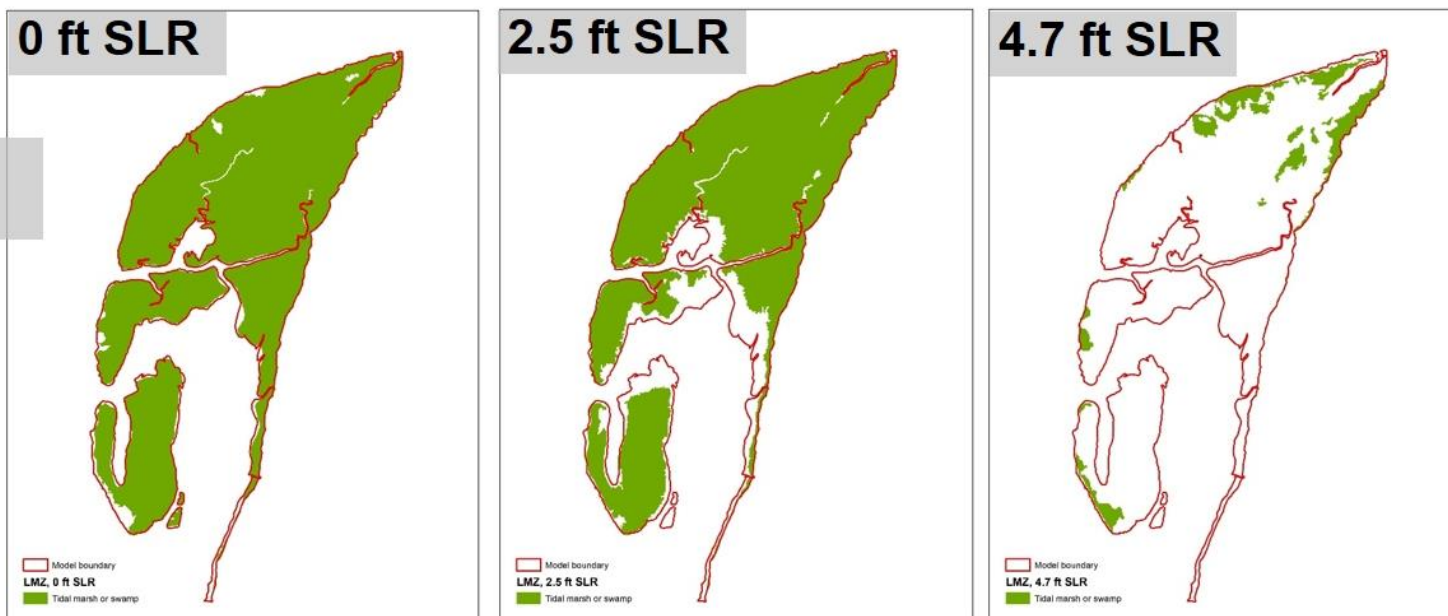 0 ft SLR
Model boundary
LMZ, 0 ft SLR
Tidal marsh or swamp
2.5 ft SLR
Model boundary
LMZ, 2.5 ft SLR
Tidal marsh or swamp
4.7 ft SLR
Model boundary
LMZ, 4.7 ft SLR
Tidal marsh or swamp